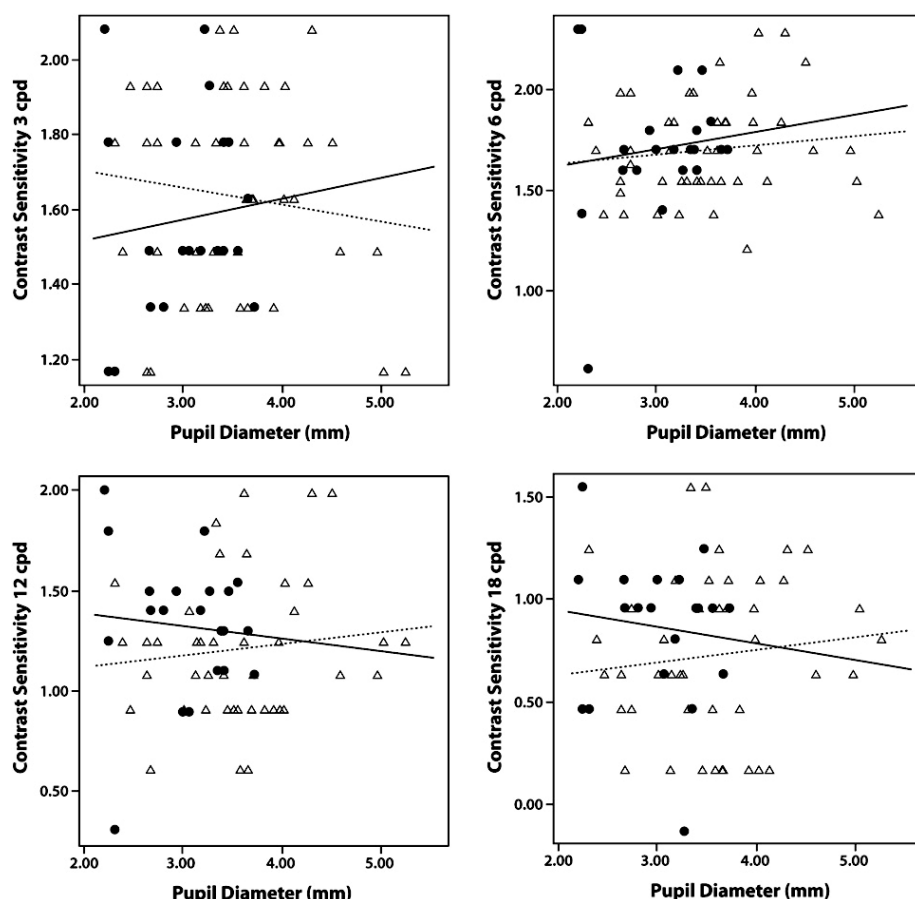 Contrast Sensitivity 3 cpd
2.00
1.80
1.60
1.40
1.20
2.00 3.00 4.00 5.00
Pupil Diameter (mm)
Contrast Sensitivity 6 cpd
2.00
1.50
1.00
2.00 3.00 4.00 5.00
Pupil Diameter (mm)
Contrast Sensitivity 12 cpd
2.00
1.50
1.00
0.50
2.00 3.00 4.00 5.00
Pupil Diameter (mm)
Contrast Sensitivity 18 cpd
1.50
1.00
0.50
0.00
2.00 3.00 4.00 5.00
Pupil Diameter (mm)